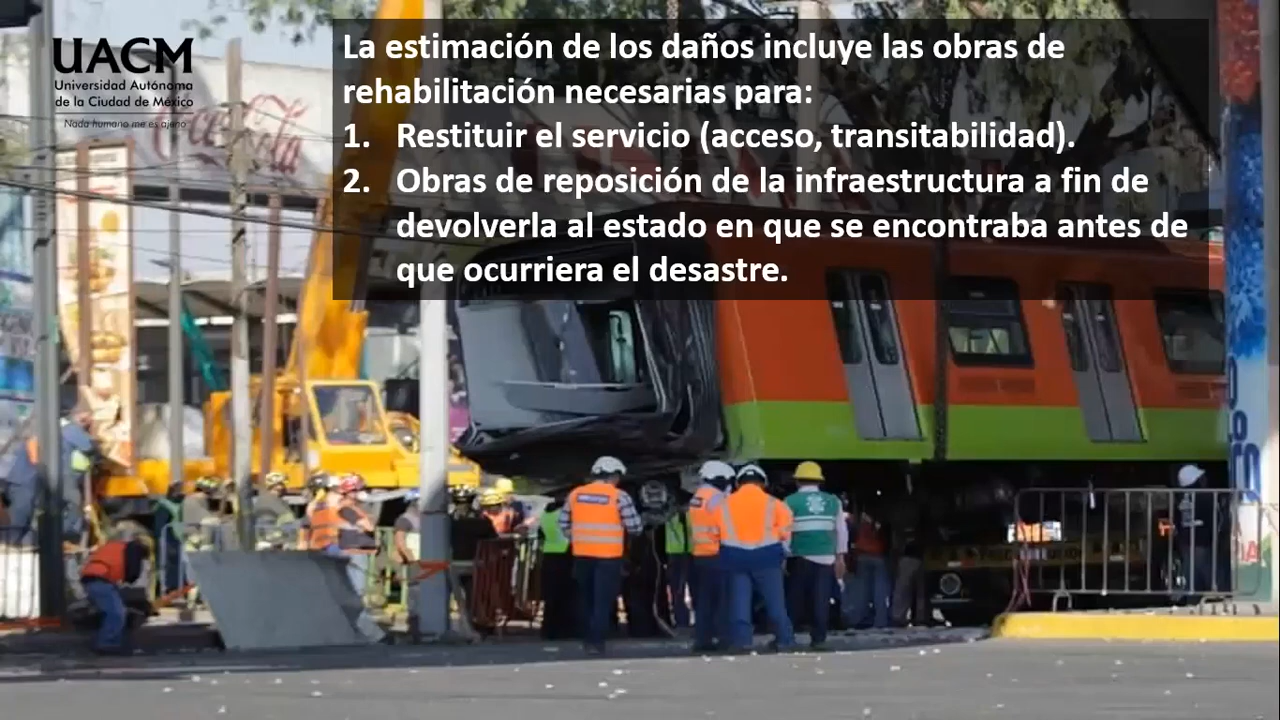 UACM
Universidad Autónoma
de la Ciudad de México
Nada humano me es ajeno
Coca-Cola
La estimación de los daños incluye las obras de
rehabilitación necesarias para:
1. Restituir el servicio (acceso, transitabilidad).
2. Obras de reposición de la infraestructura a fin de
devolverla al estado en que se encontraba antes de
que ocurriera el desastre.